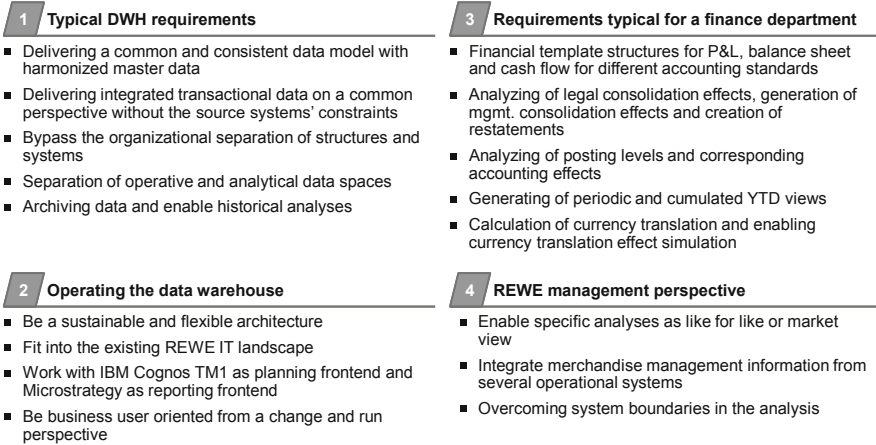 1 Typical DWH requirements
■ Delivering a common and consistent data model with
harmonized master data
■ Delivering integrated transactional data on a common
perspective without the source systems' constraints
■ Bypass the organizational separation of structures and
systems
■ Separation of operative and analytical data spaces
■ Archiving data and enable historical analyses
2 Operating the data warehouse
■ Be a sustainable and flexible architecture
■ Fit into the existing REWE IT landscape
■ Work with IBM Cognos TM1 as planning frontend and
Microstrategy as reporting frontend
■ Be business user oriented from a change and run
perspective
3 Requirements typical for a finance department
■ Financial template structures for P&L, balance sheet
and cash flow for different accounting standards
■ Analyzing of legal consolidation effects, generation of
mgmt. consolidation effects and creation of
restatements
■ Analyzing of posting levels and corresponding
accounting effects
■ Generating of periodic and cumulated YTD views
■ Calculation of currency translation and enabling
currency translation effect simulation
4 REWE management perspective
■ Enable specific analyses as like for like or market
view
■ Integrate merchandise management information from
several operational systems
■ Overcoming system boundaries in the analysis